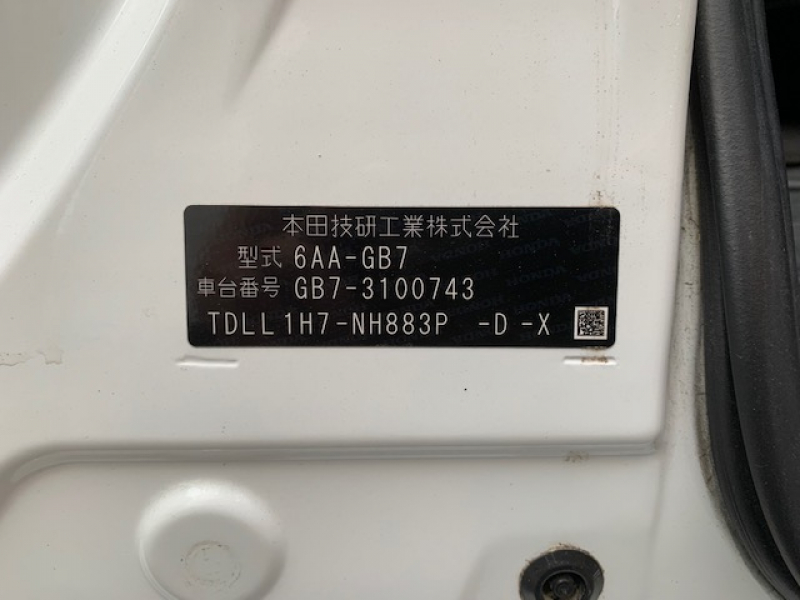 本田技研工業株式会社
型式 6AA-GB7
車台番号 GB7-3100743
TDLL1H7-NH883P -D -X